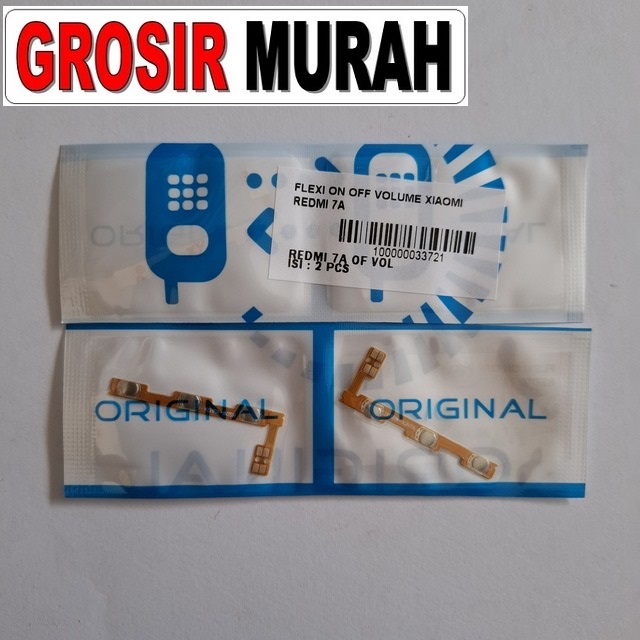 GROSIR MURAH
FLEXI ON OFF VOLUME XIAOMI
REDMI 7A
100000033721
REDMI 7A OF VOL
ISI : 2 PCS
ORIGINAL
ORIGINAL